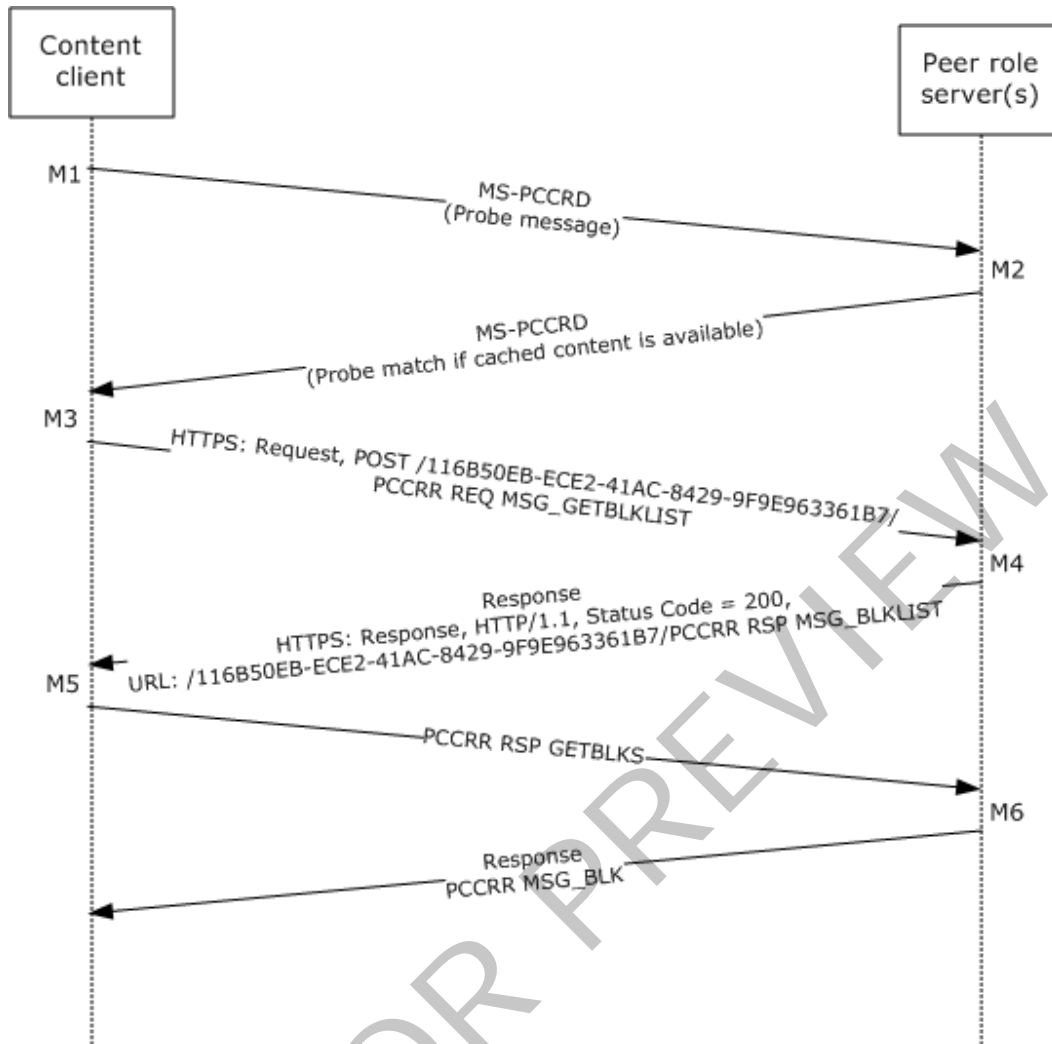 Content
client
Peer role
server(s)
M1
MS-PCCRD
(Probe message)
M2
MS-PCCRD
(Probe match if cached content is available)
M3
HTTPS: Request, POST /116B50EB-ECE2-41AC-8429-9F9E963361B7/
PCCRR REQ MSG_GETBLKLIST
M4
Response
HTTPS: Response, HTTP/1.1, Status Code = 200,
URL: /116B50EB-ECE2-41AC-8429-9F9E963361B7/PCCRR RSP MSG_BLKLIST
M5
PCCRR RSP GETBLKS
M6
Response
PCCRR MSG_BLK
OR PREVIEW